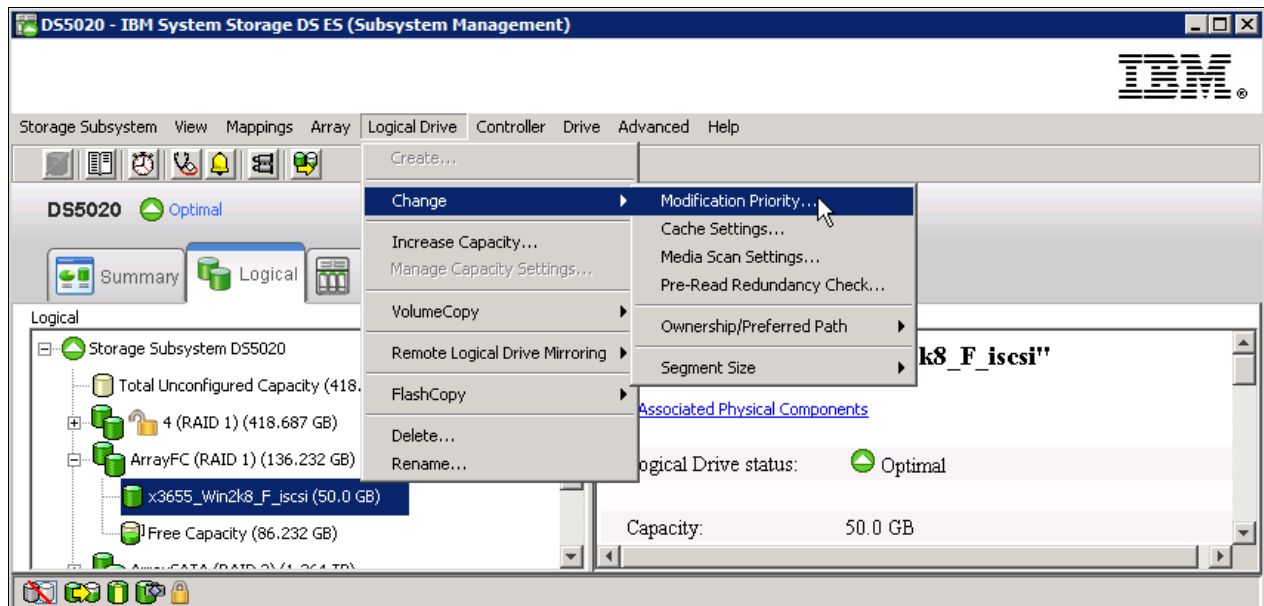 DS5020 - IBM System Storage DS ES (Subsystem Management)
IBM®
Storage Subsystem View Mappings Array Logical Drive Controller Drive Advanced Help
Create...
Change
Increase Capacity...
Manage Capacity Settings...
VolumeCopy
Remote Logical Drive Mirroring
FlashCopy
Delete...
Rename...
Modification Priority...
Cache Settings...
Media Scan Settings...
Pre-Read Redundancy Check...
Ownership/Preferred Path
Segment Size
DS5020 Optimal
Summary Logical
Logical
Storage Subsystem DS5020
Total Unconfigured Capacity (418.
4 (RAID 1) (418.687 GB)
ArrayFC (RAID 1) (136.232 GB)
x3655_Win2k8_F_iscsi (50.0 GB)
Free Capacity (86.232 GB)
k8_F_iscsi"
Associated Physical Components
ogical Drive status: Optimal
Capacity: 50.0 GB